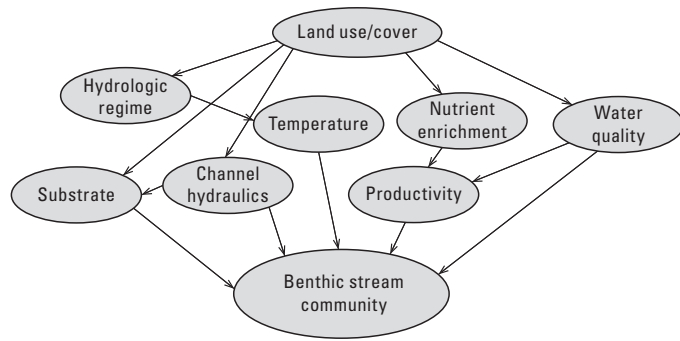 Land use/cover
Hydrologic
regime
Temperature
Nutrient
enrichment
Water
quality
Substrate
Channel
hydraulics
Productivity
Benthic stream
community